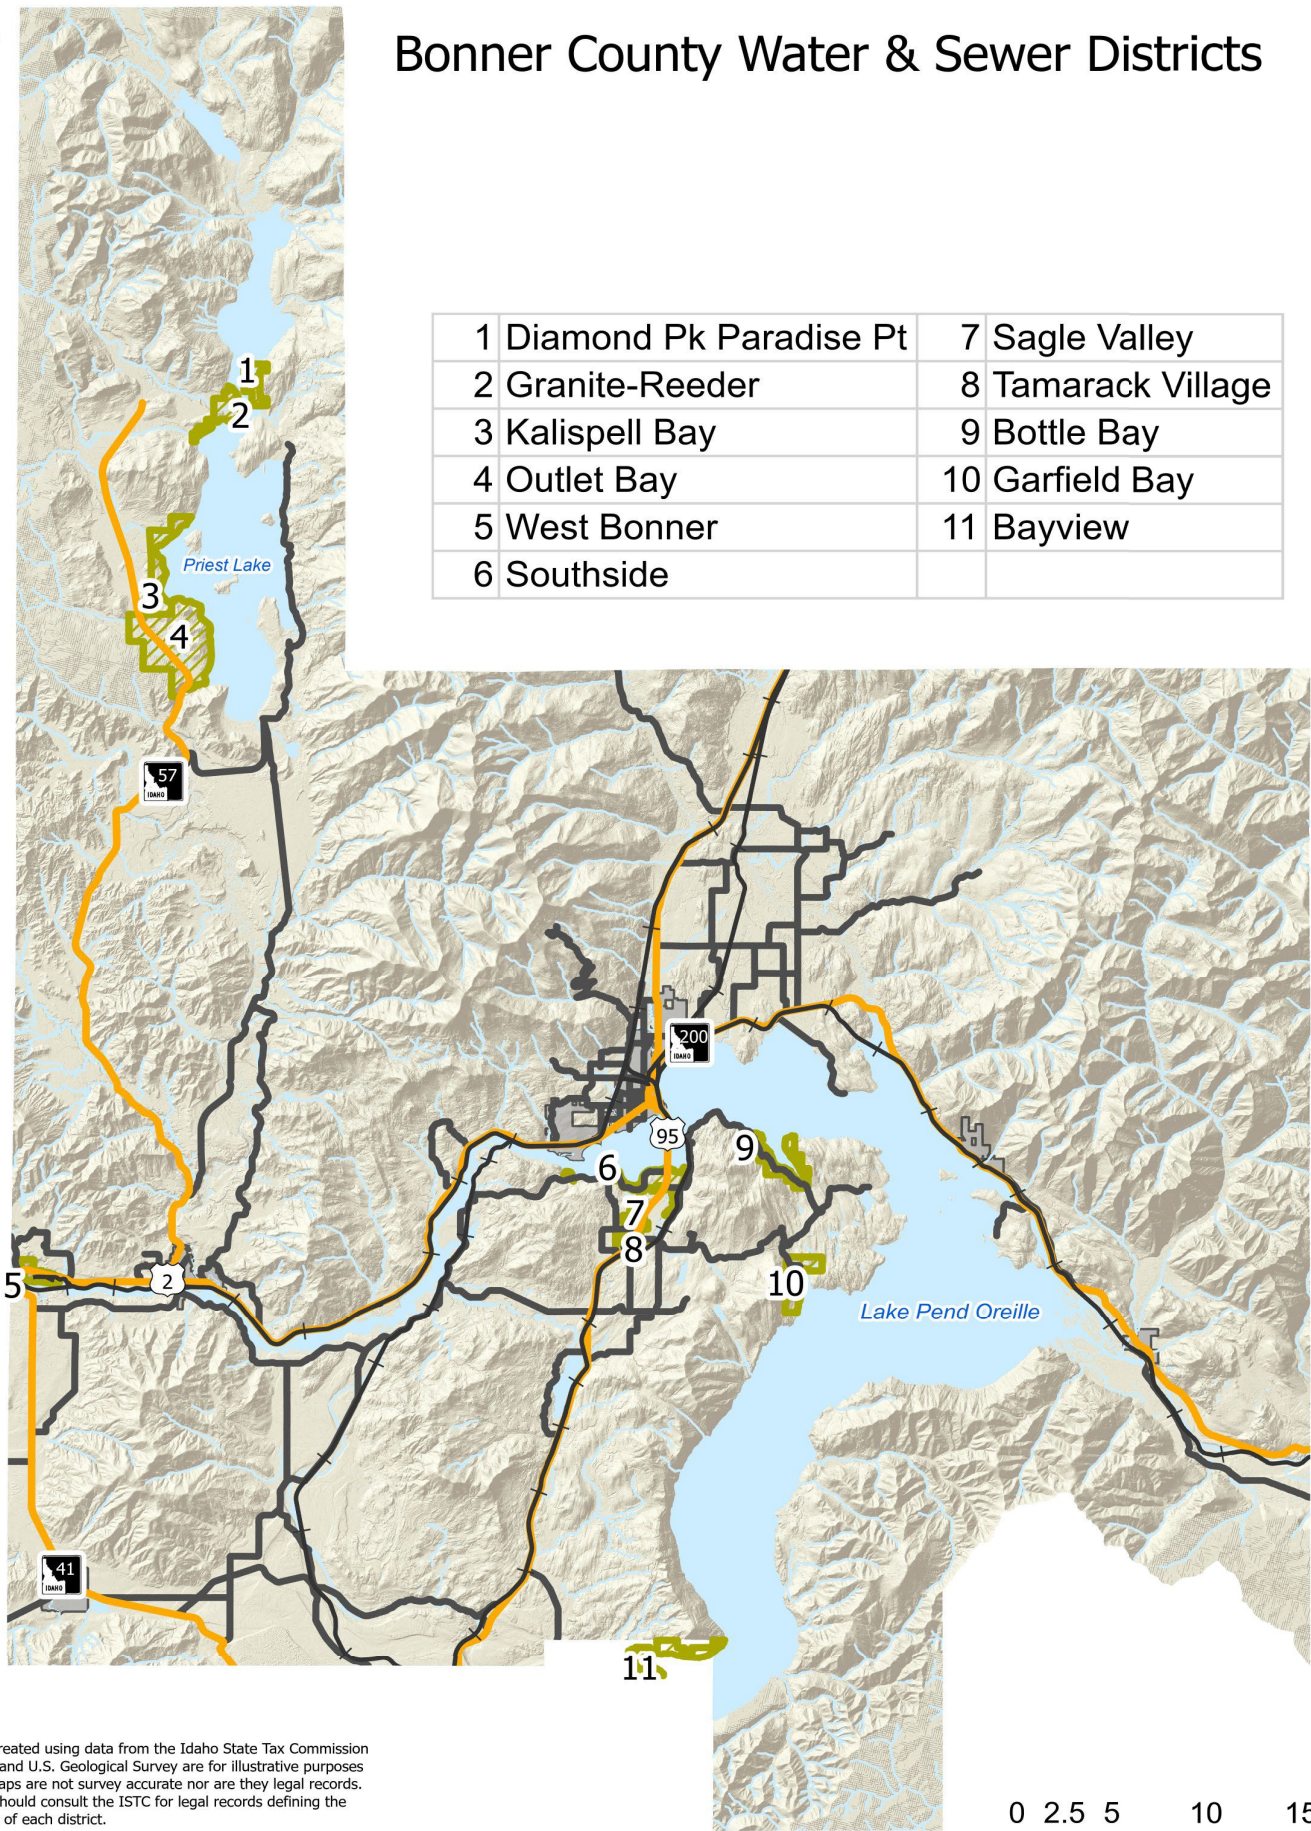 Bonner County Water & Sewer Districts
1 Diamond Pk Paradise Pt 7 Sagle Valley
2 Granite-Reeder 8 Tamarack Village
3 Kalispell Bay 9 Bottle Bay
4 Outlet Bay 10 Garfield Bay
5 West Bonner 11 Bayview
6 Southside
1
2
Priest Lake
3
4
57
IDAHO
200
IDAHO
95
9
6
7
8
5
2
10
Lake Pend Oreille
41
IDAHO
11
reated using data from the Idaho State Tax Commission
and U.S. Geological Survey are for illustrative purposes
aps are not survey accurate nor are they legal records.
hould consult the ISTC for legal records defining the
of each district.
0 2.5 5 10 15